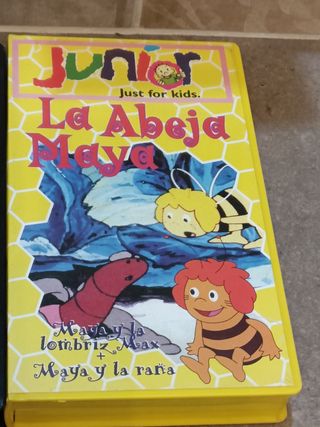 Junior
Just for kids.
La Abeja
Maya
Maya y la
lombriz Max
+
Maya y la rana